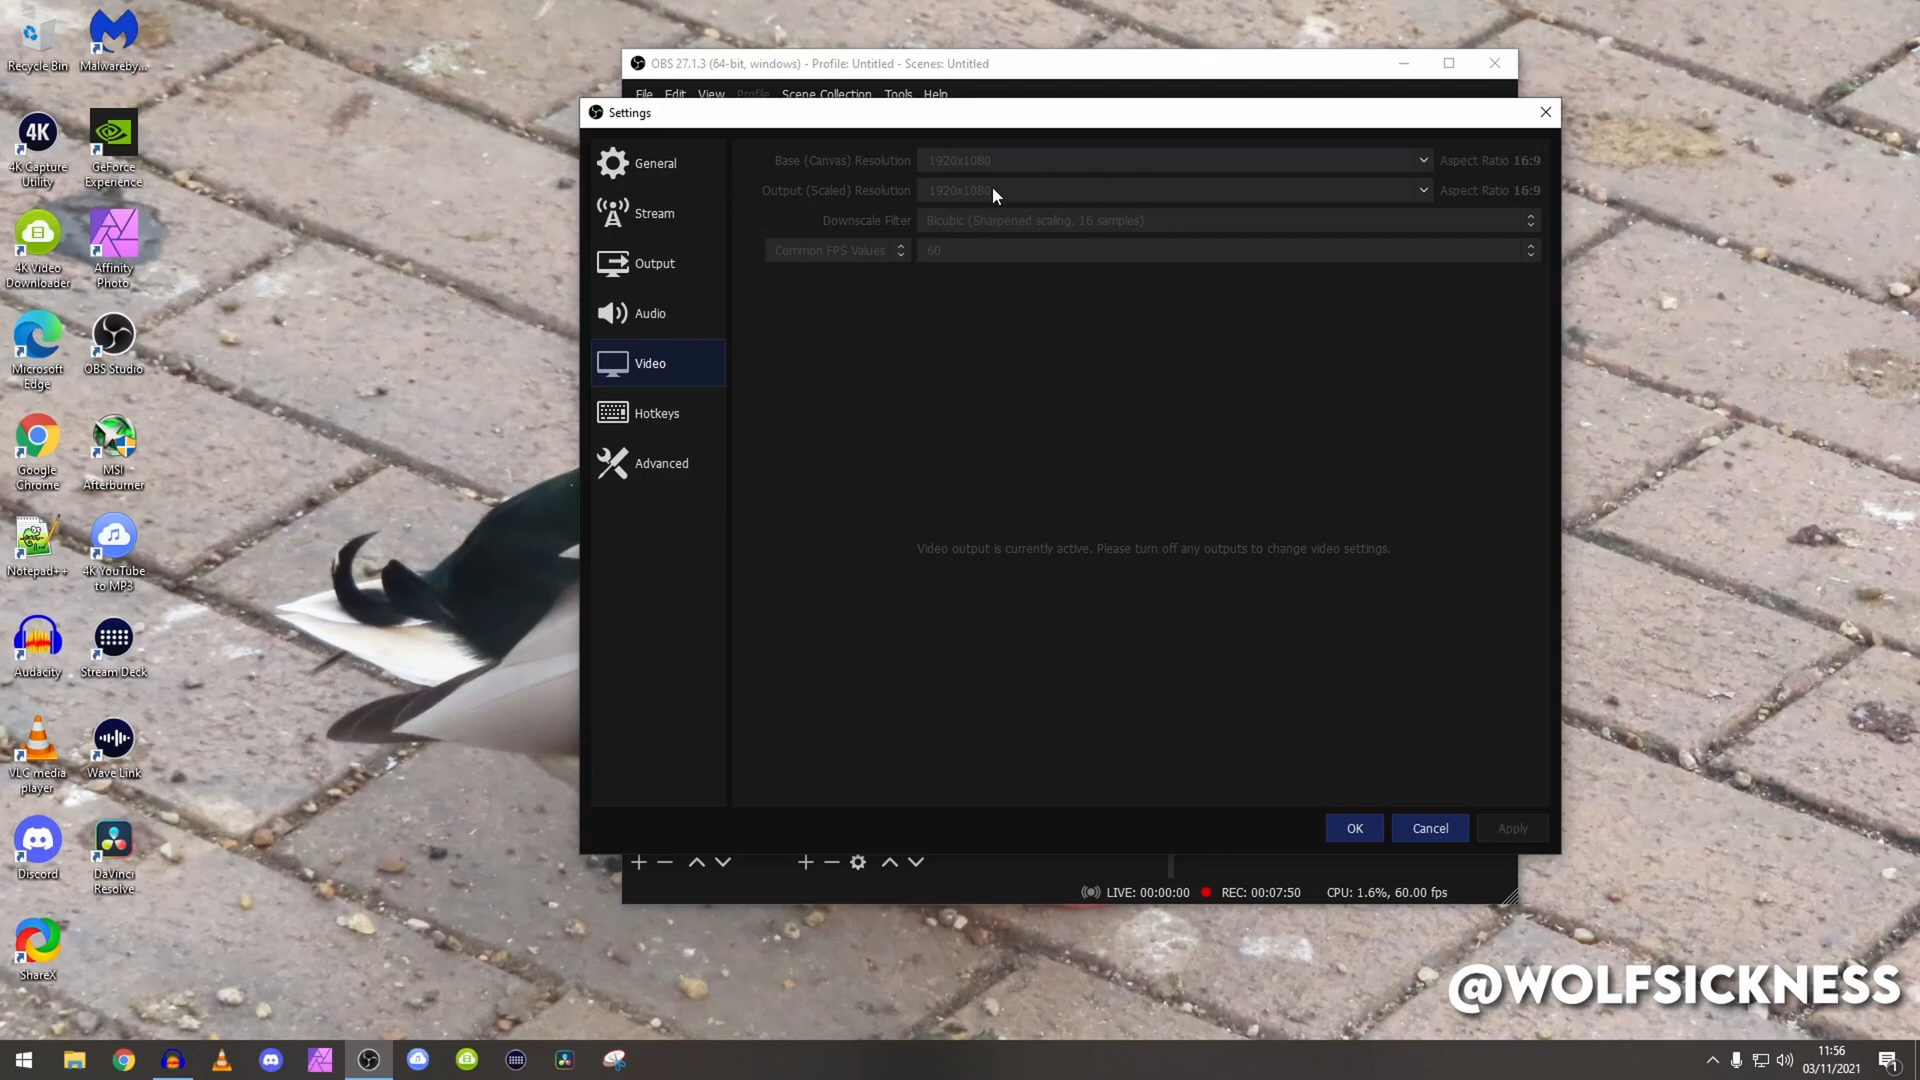 Recycle Bin
Malwareby...
4K Capture
Utility
GeForce
Experience
4K Video
Downloader
Affinity
Photo
Microsoft
Edge
OBS Studio
Google
Chrome
MSI
Afterburner
Notepad++
4K YouTube
to MP3
Audacity
Stream Deck
VLC media
player
Wave Link
Discord
DaVinci
Resolve
ShareX
OBS 27.1.3 (64-bit, windows) - Profile: Untitled - Scenes: Untitled
File Edit View Profile Scene Collection Tools Help
Settings
General
Stream
Output
Audio
Video
Hotkeys
Advanced
Base (Canvas) Resolution 1920x1080 Aspect Ratio 16:9
Output (Scaled) Resolution 1920x1080 Aspect Ratio 16:9
Downscale Filter Bicubic (Sharpened scaling, 16 samples)
Common FPS Values 60
Video output is currently active. Please turn off any outputs to change video settings.
OK Cancel Apply
LIVE: 00:00:00 REC: 00:07:50 CPU: 1.6%, 60.00 fps
@WOLFSICKNESS
11:56
03/11/2021
1
4K